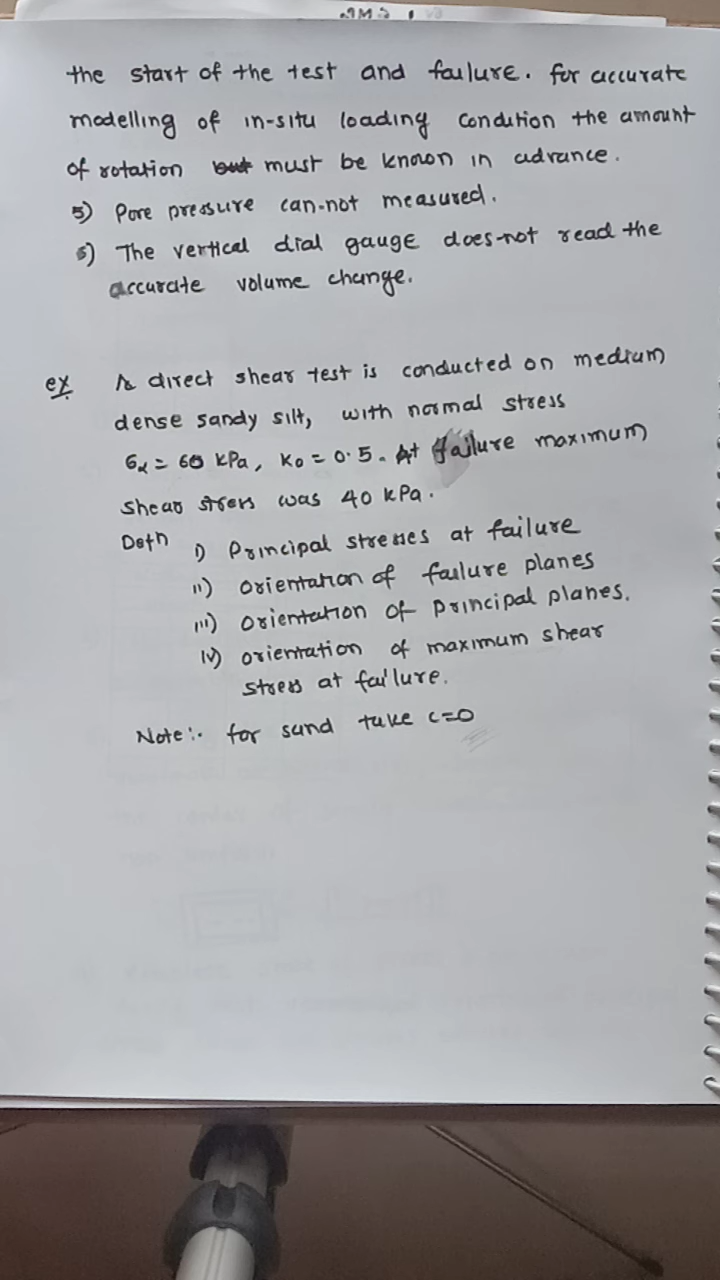 the start of the test and failure. for accurate
modelling of in-situ loading condition the amount
of rotation but must be known in advance.
5) Pore pressure can-not measured.
6) The vertical dial gauge does-not read the
accurate volume change.
ex A direct shear test is conducted on medium
dense sandy silt, with normal stress
= 65 kPa, K₀ = 0.5. At failure maximum
shear stress was 40 kPa.
Detn i) Principal stresses at failure
ii) orientation of failure planes
iii) orientation of principal planes.
iv) orientation of maximum shear
stress at failure.
Note:- for sand take c=0